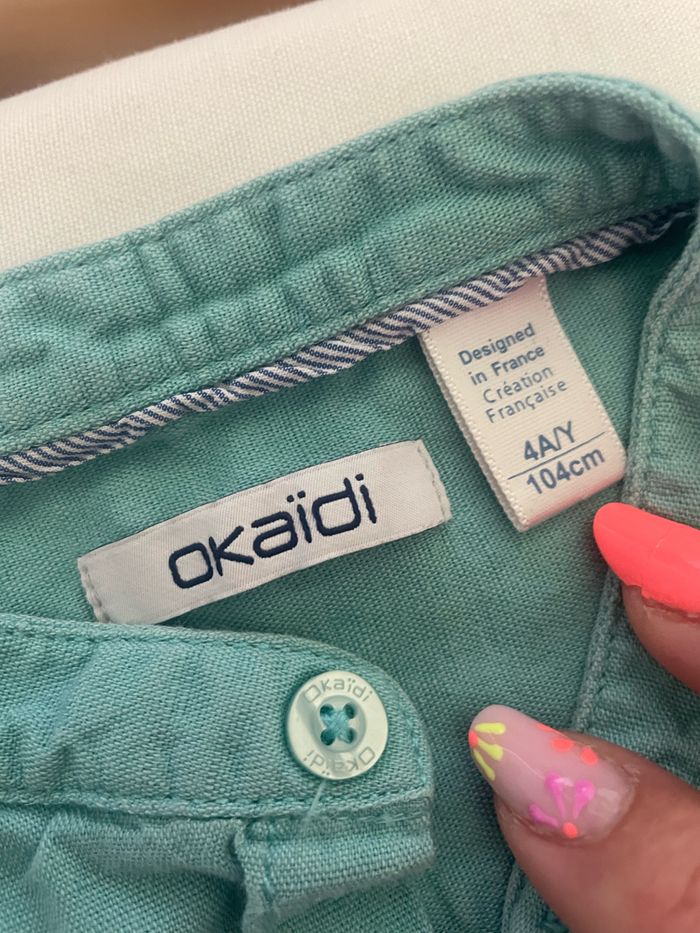 Designed
in France
Création
Française
4A/Y
104cm
okaïdi
Okaïdi
Okaïdi